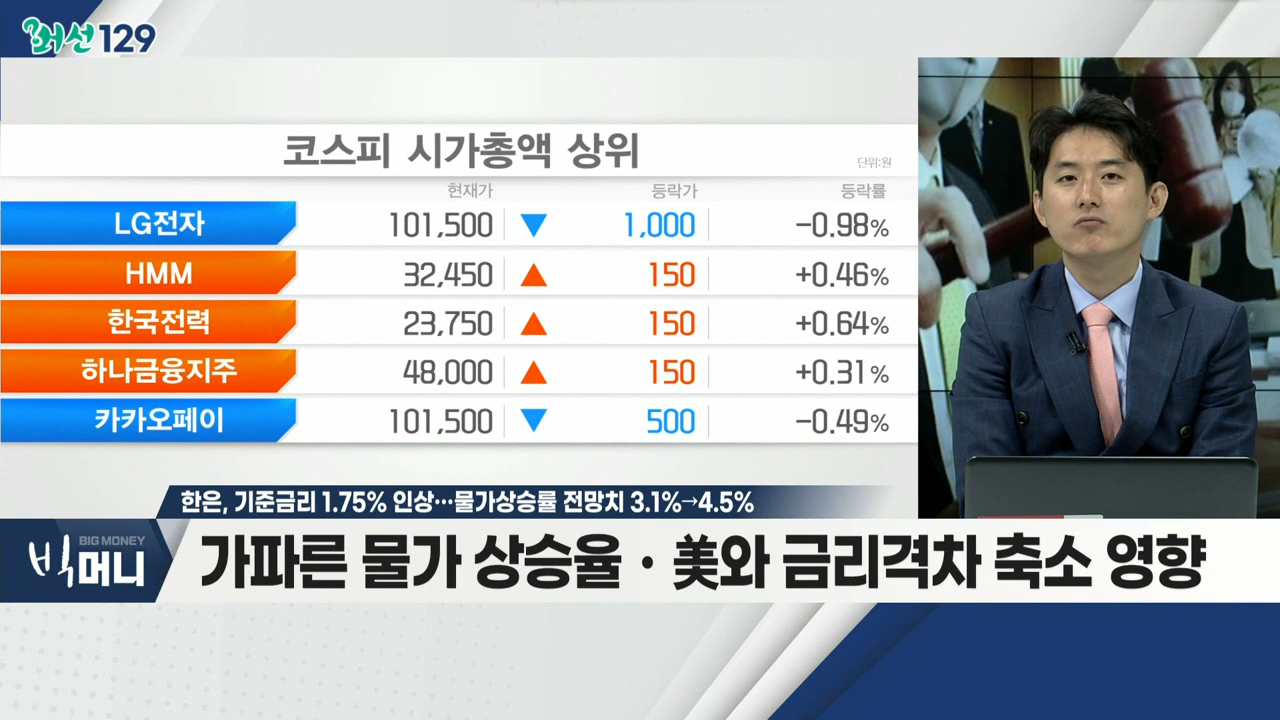 머선129
코스피 시가총액 상위
단위:원
현재가 등락가 등락률
LG전자 101,500 ▼ 1,000 -0.98%
HMM 32,450 ▲ 150 +0.46%
한국전력 23,750 ▲ 150 +0.64%
하나금융지주 48,000 ▲ 150 +0.31%
카카오페이 101,500 ▼ 500 -0.49%
한은, 기준금리 1.75% 인상…물가상승률 전망치 3.1%→4.5%
BIG MONEY
빅머니
가파른 물가 상승율·美와 금리격차 축소 영향